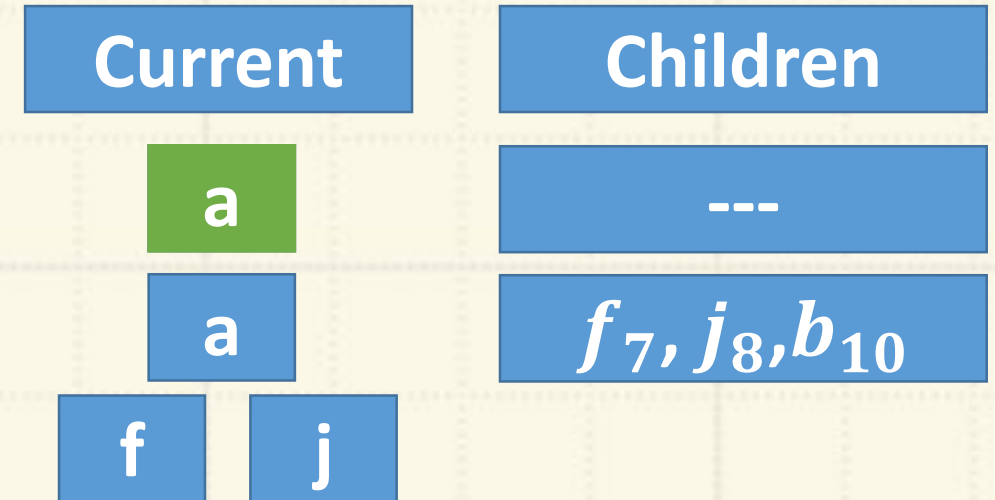 Current Children
a ---
a f₇, j₈,b₁₀
f j